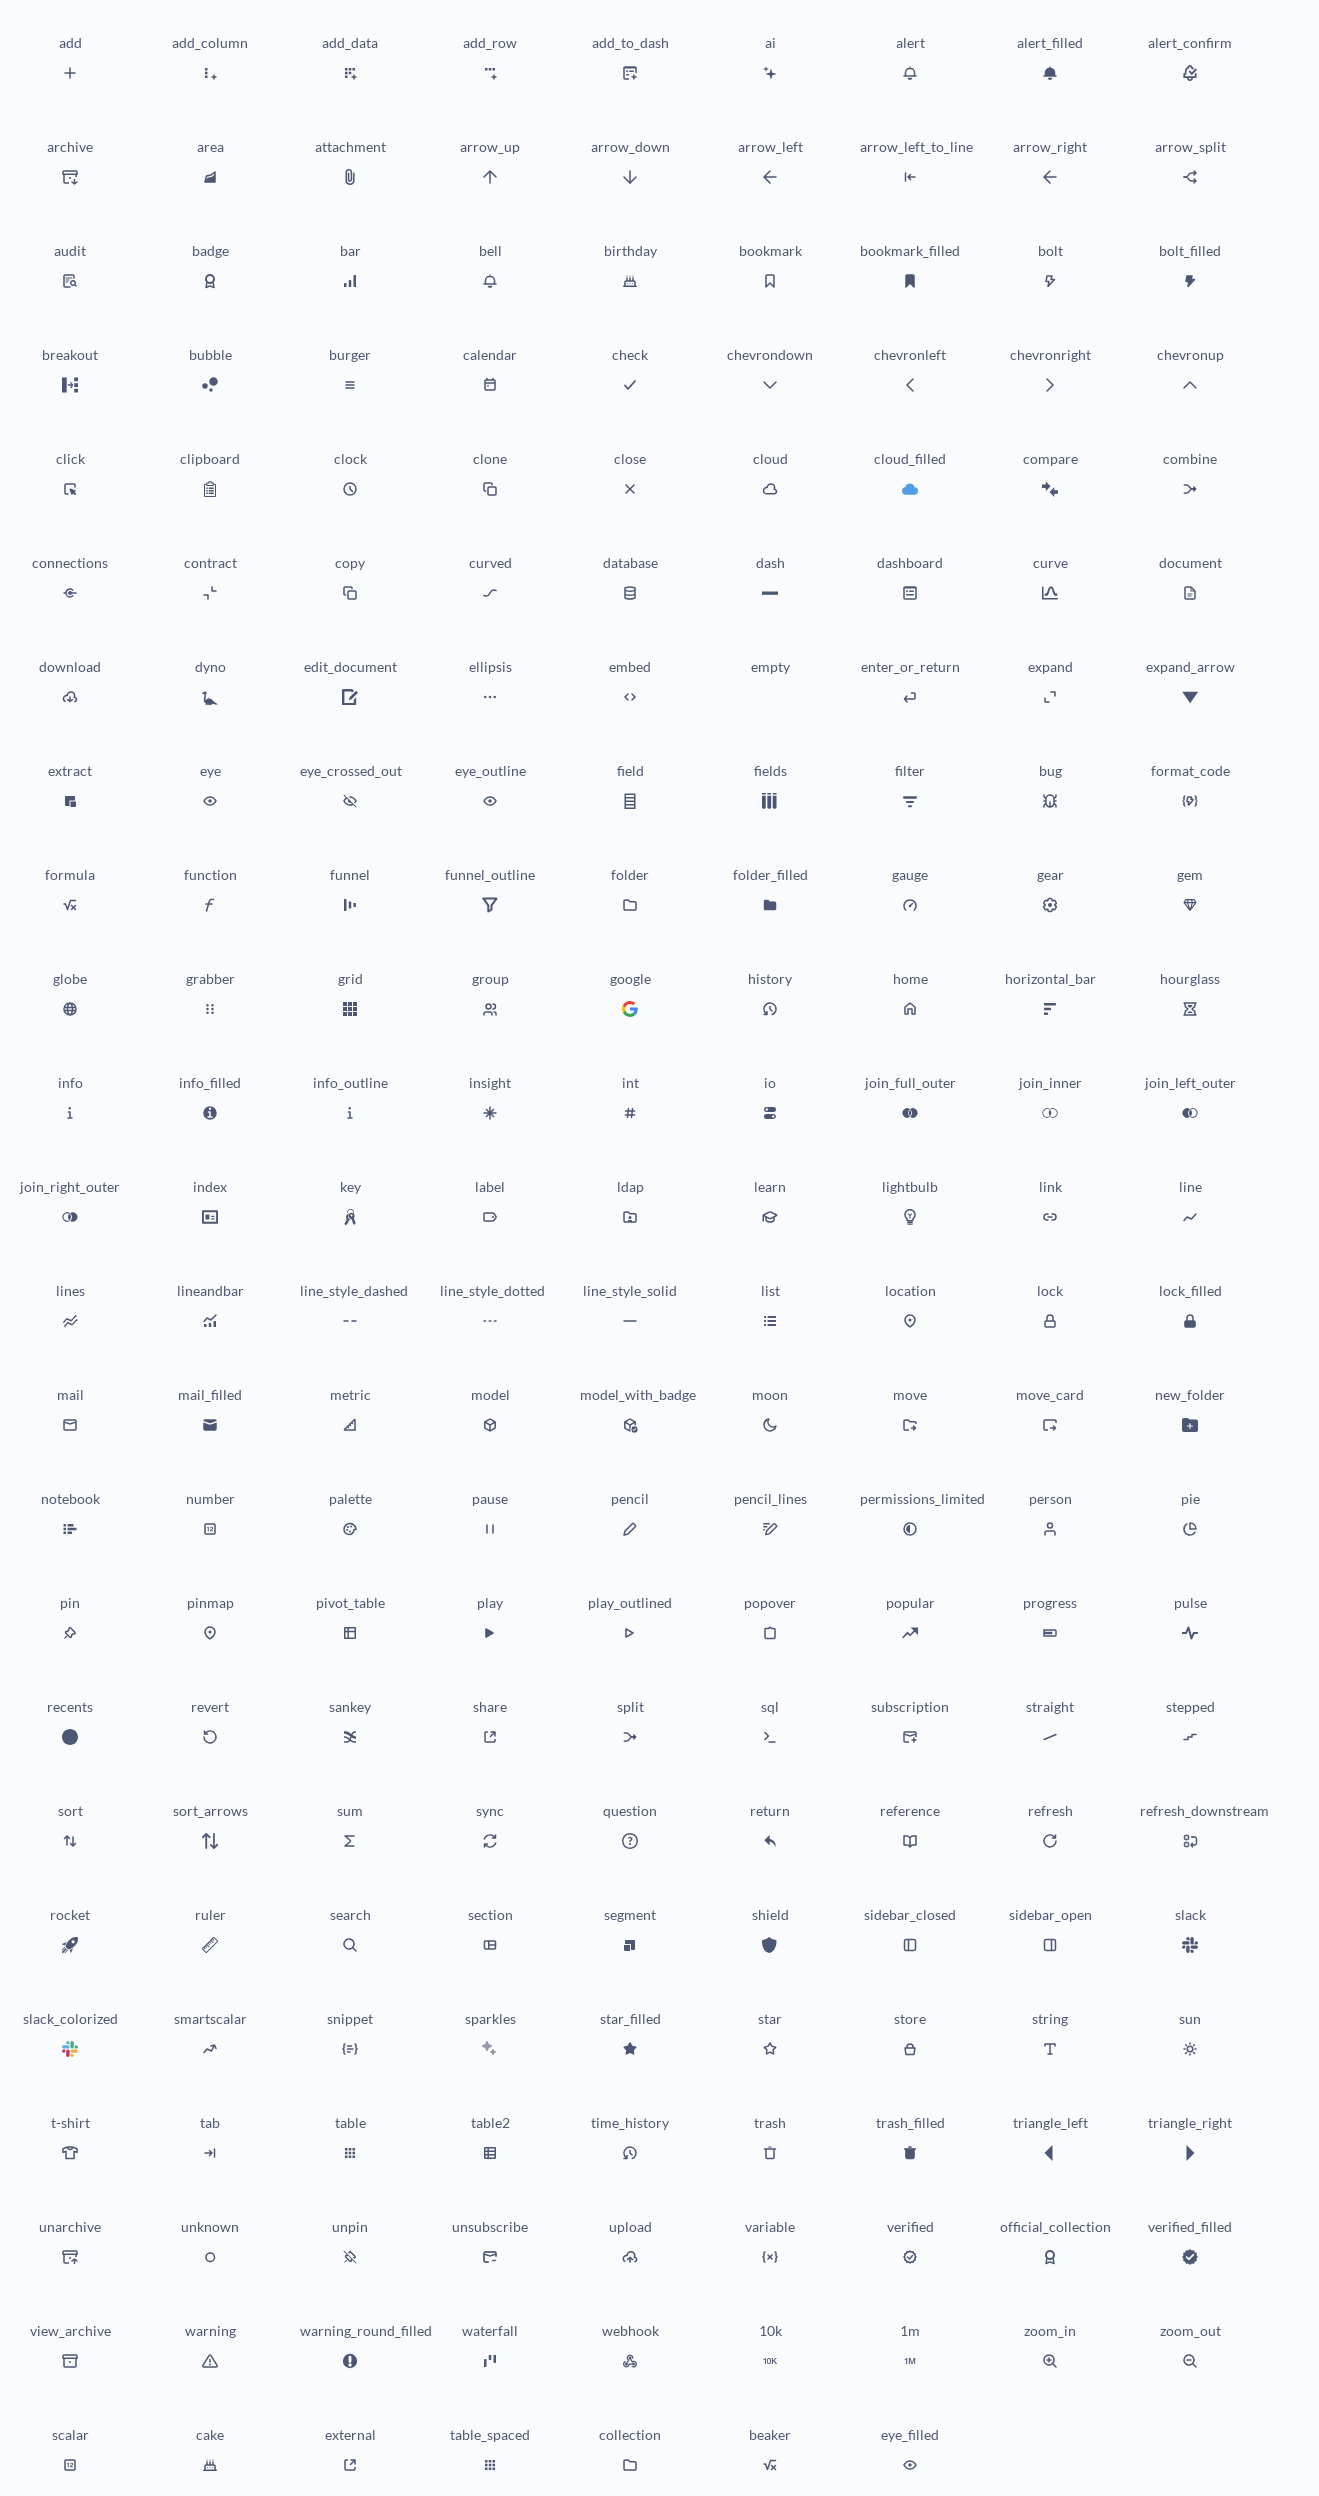 add add_column add_data add_row add_to_dash ai alert alert_filled alert_confirm
archive area attachment arrow_up arrow_down arrow_left arrow_left_to_line arrow_right arrow_split
audit badge bar bell birthday bookmark bookmark_filled bolt bolt_filled
breakout bubble burger calendar check chevrondown chevronleft chevronright chevronup
click clipboard clock clone close cloud cloud_filled compare combine
connections contract copy curved database dash dashboard curve document
download dyno edit_document ellipsis embed empty enter_or_return expand expand_arrow
extract eye eye_crossed_out eye_outline field fields filter bug format_code
formula function funnel funnel_outline folder folder_filled gauge gear gem
globe grabber grid group google history home horizontal_bar hourglass
info info_filled info_outline insight int io join_full_outer join_inner join_left_outer
join_right_outer index key label ldap learn lightbulb link line
lines lineandbar line_style_dashed line_style_dotted line_style_solid list location lock lock_filled
mail mail_filled metric model model_with_badge moon move move_card new_folder
notebook number palette pause pencil pencil_lines permissions_limited person pie
12
pin pinmap pivot_table play play_outlined popover popular progress pulse
recents revert sankey share split sql subscription straight stepped
sort sort_arrows sum sync question return reference refresh refresh_downstream
rocket ruler search section segment shield sidebar_closed sidebar_open slack
slack_colorized smartscalar snippet sparkles star_filled star store string sun
t-shirt tab table table2 time_history trash trash_filled triangle_left triangle_right
unarchive unknown unpin unsubscribe upload variable verified official_collection verified_filled
view_archive warning warning_round_filled waterfall webhook 10k 1m zoom_in zoom_out
10K 1M
scalar cake external table_spaced collection beaker eye_filled
12